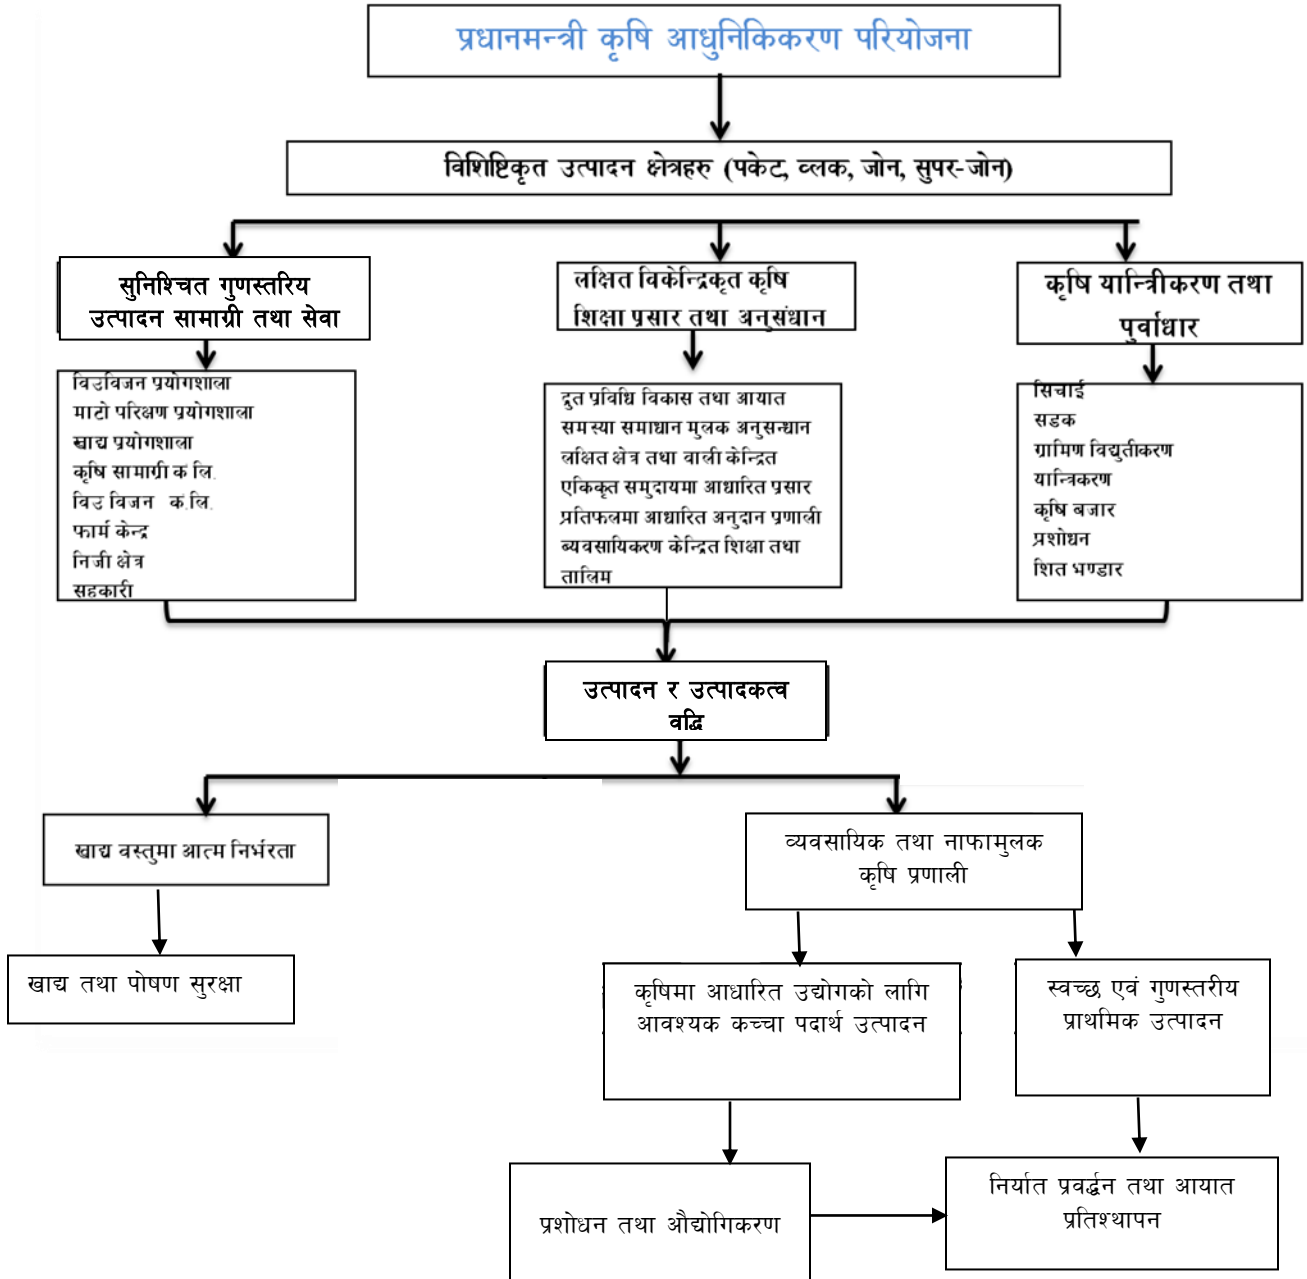 प्रधानमन्त्री कृषि आधुनिकिकरण परियोजना
विशिष्टिकृत उत्पादन क्षेत्रहरु (पकेट, व्लक, जोन, सुपर-जोन)
सुनिश्चित गुणस्तरिय
उत्पादन सामाग्री तथा सेवा
लक्षित विकेन्द्रिकृत कृषि
शिक्षा प्रसार तथा अनुसंधान
कृषि यान्त्रिीकरण तथा
पुर्वाधार
विउविजन प्रयोगशाला
माटो परिक्षण प्रयोगशाला
खाद्य प्रयोगशाला
कृषि सामाग्री क.लि.
विउ विजन क.लि.
फार्म केन्द्र
निजी क्षेत्र
सहकारी
द्रुत प्रविधि विकास तथा आयात
समस्या समाधान मुलक अनुसन्धान
लक्षित क्षेत्र तथा वाली केन्द्रित
एकिकृत समुदायमा आधारित प्रसार
प्रतिफलमा आधारित अनुदान प्रणाली
ब्यवसायिकरण केन्द्रित शिक्षा तथा
तालिम
सिचाई
सडक
ग्रामिण विद्युतीकरण
यान्त्रिकरण
कृषि बजार
प्रशोधन
शित भण्डार
उत्पादन र उत्पादकत्व
वृद्धि
खाद्य वस्तुमा आत्म निर्भरता
व्यवसायिक तथा नाफामुलक
कृषि प्रणाली
खाद्य तथा पोषण सुरक्षा
कृषिमा आधारित उद्योगको लागि
आवश्यक कच्चा पदार्थ उत्पादन
स्वच्छ एवं गुणस्तरीय
प्राथमिक उत्पादन
प्रशोधन तथा औद्योगिकरण
निर्यात प्रवर्द्धन तथा आयात
प्रतिश्थापन